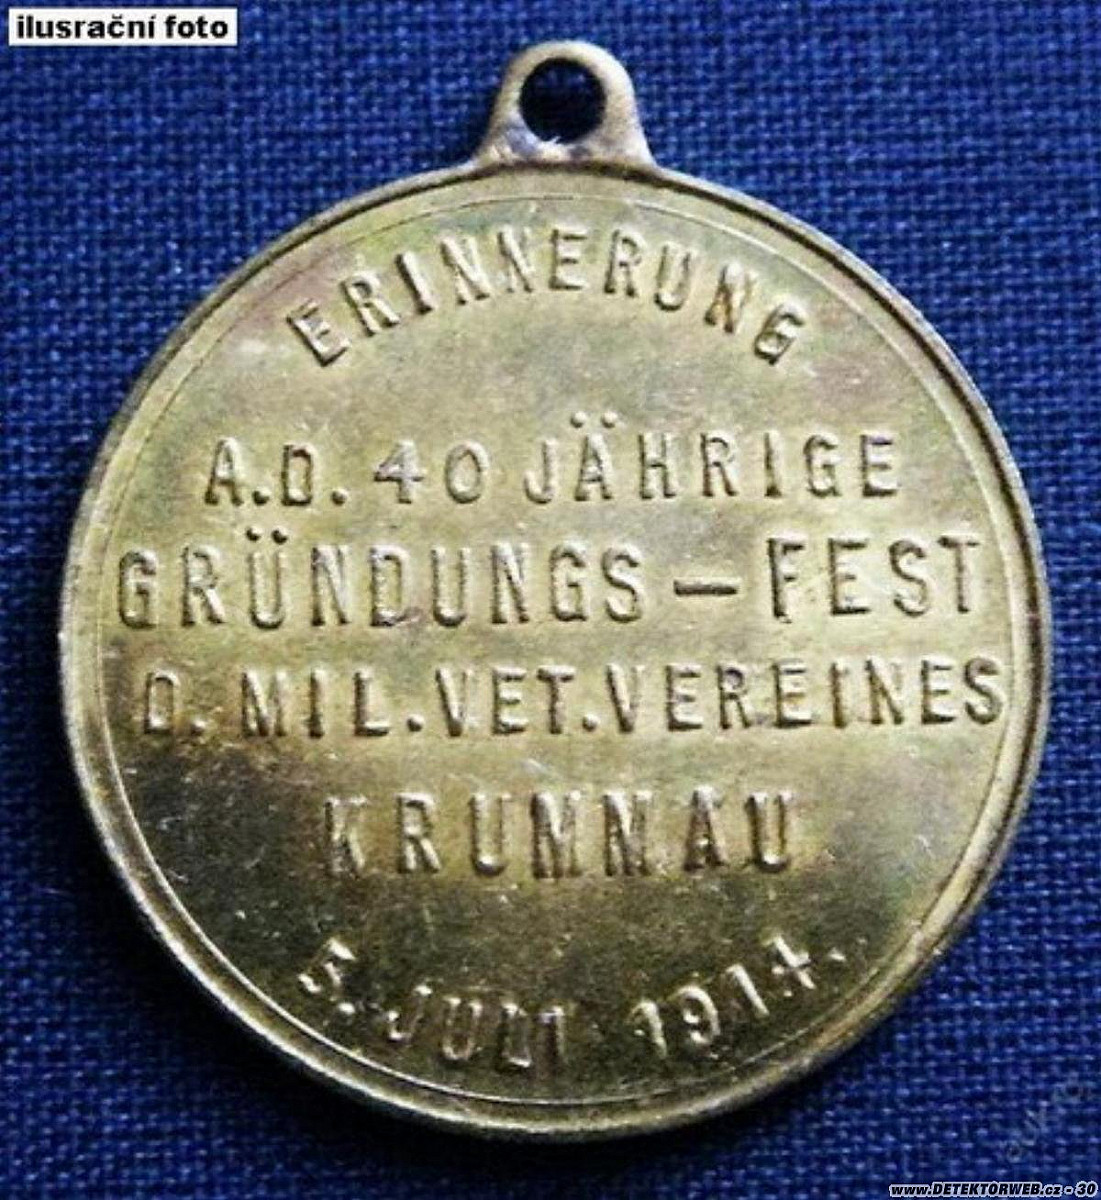 ilusrační foto
ERINNERUNG
A.D. 40 JÄHRIGE
GRÜNDUNGS – FEST
D. MIL. VET. VEREINES
KRUMMAU
5. JULI 1914.
www.DETEKTORWEB.cz - 30